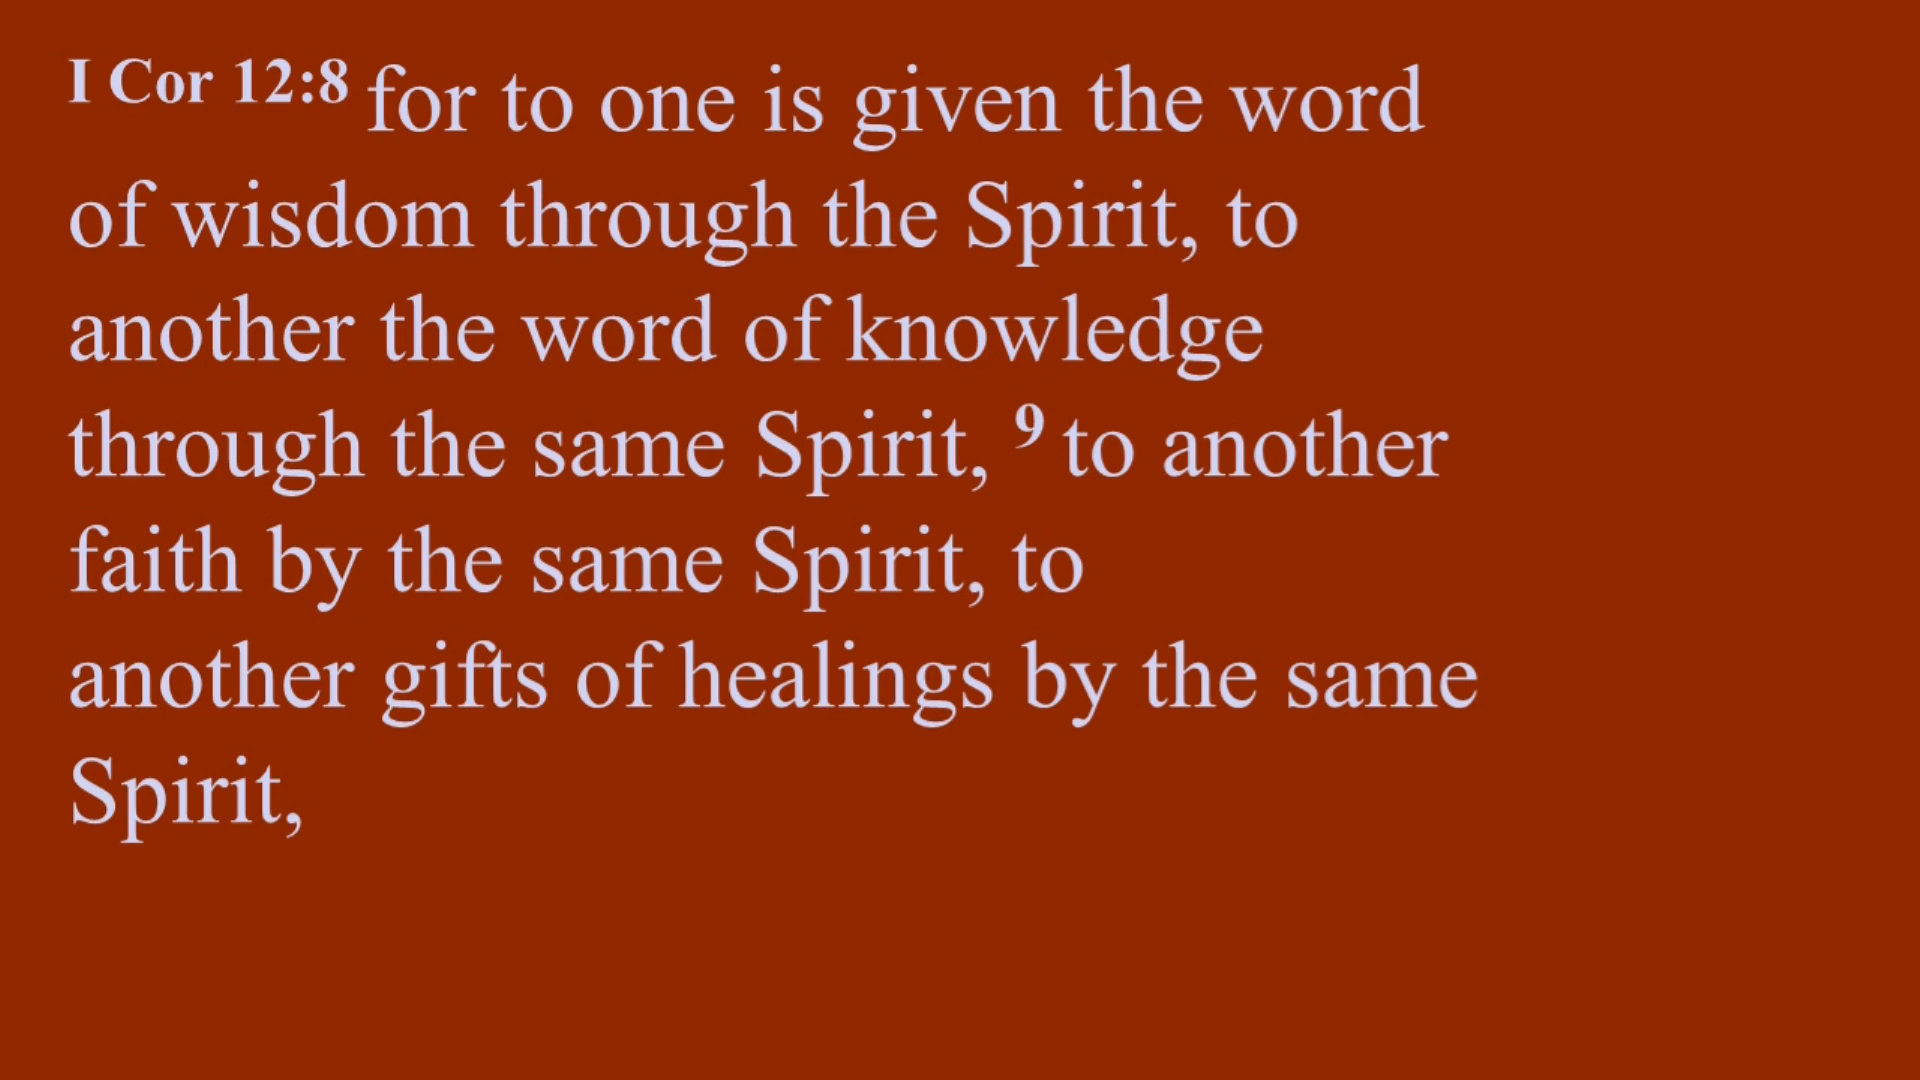 I Cor 12:8 for to one is given the word
of wisdom through the Spirit, to
another the word of knowledge
through the same Spirit, 9 to another
faith by the same Spirit, to
another gifts of healings by the same
Spirit,